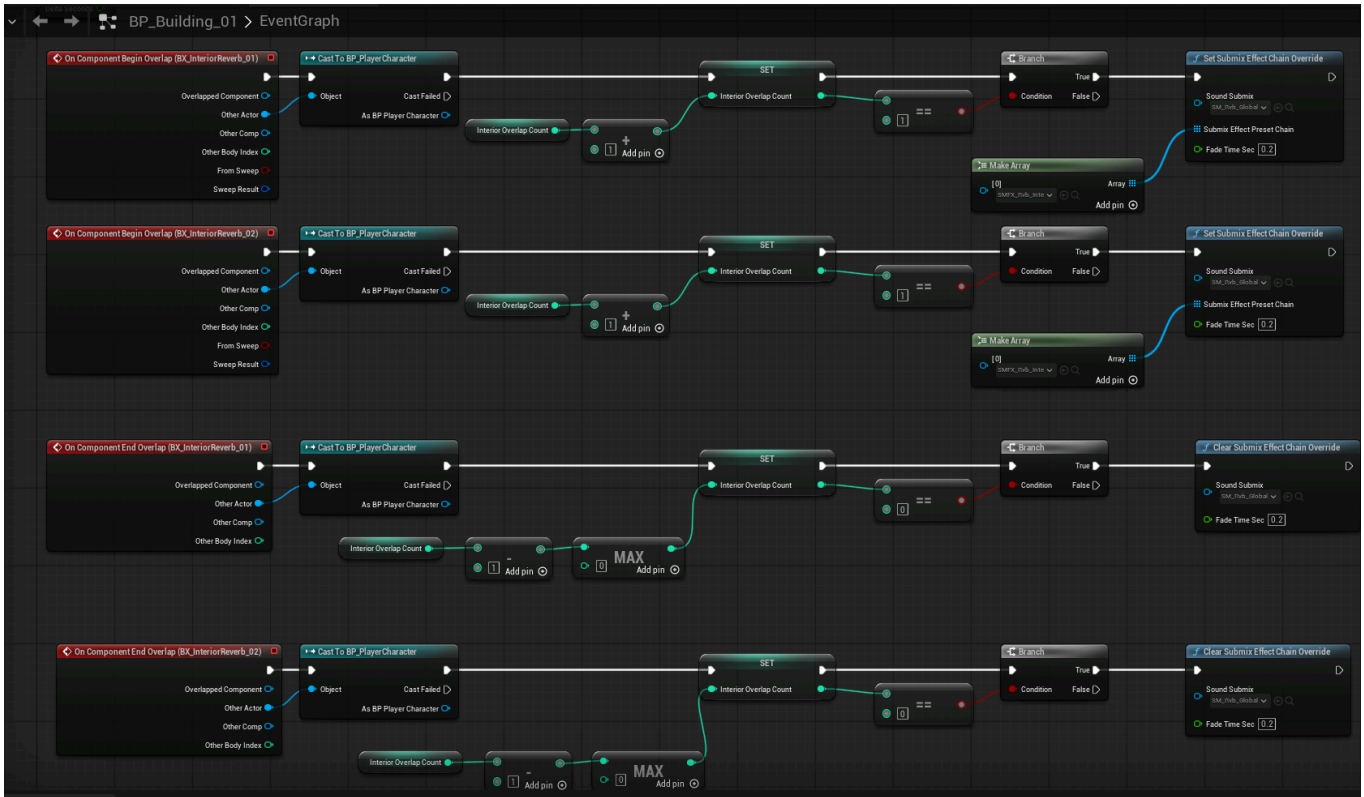 BP_Building_01 > EventGraph
On Component Begin Overlap (BX_InteriorReverb_01)
Overlapped Component
Other Actor
Other Comp
Other Body Index
From Sweep
Sweep Result
Cast To BP_PlayerCharacter
Object
Cast Failed
As BP Player Character
Interior Overlap Count
1
+
Add pin
SET
Interior Overlap Count
==
1
Branch
Condition
True
False
Make Array
[0]
Array
Add pin
Set Submix Effect Chain Override
Sound Submix
Submix Effect Preset Chain
Fade Time Sec 0.2
On Component Begin Overlap (BX_InteriorReverb_02)
Overlapped Component
Other Actor
Other Comp
Other Body Index
From Sweep
Sweep Result
Cast To BP_PlayerCharacter
Object
Cast Failed
As BP Player Character
Interior Overlap Count
1
+
Add pin
SET
Interior Overlap Count
==
1
Branch
Condition
True
False
Make Array
[0]
Array
Add pin
Set Submix Effect Chain Override
Sound Submix
Submix Effect Preset Chain
Fade Time Sec 0.2
On Component End Overlap (BX_InteriorReverb_01)
Overlapped Component
Other Actor
Other Comp
Other Body Index
Cast To BP_PlayerCharacter
Object
Cast Failed
As BP Player Character
Interior Overlap Count
1
-
Add pin
0
MAX
Add pin
SET
Interior Overlap Count
==
0
Branch
Condition
True
False
Clear Submix Effect Chain Override
Sound Submix
Fade Time Sec 0.2
On Component End Overlap (BX_InteriorReverb_02)
Overlapped Component
Other Actor
Other Comp
Other Body Index
Cast To BP_PlayerCharacter
Object
Cast Failed
As BP Player Character
Interior Overlap Count
1
-
Add pin
0
MAX
Add pin
SET
Interior Overlap Count
==
0
Branch
Condition
True
False
Clear Submix Effect Chain Override
Sound Submix
Fade Time Sec 0.2